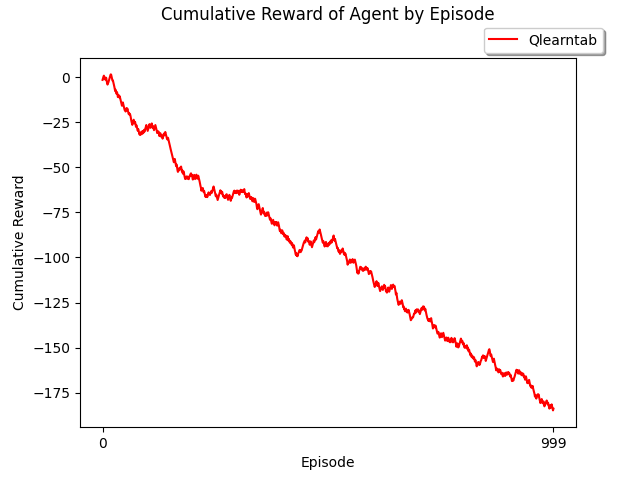 Cumulative Reward of Agent by Episode
Qlearntab
0
−25
−50
−75
−100
−125
−150
−175
Cumulative Reward
0
999
Episode